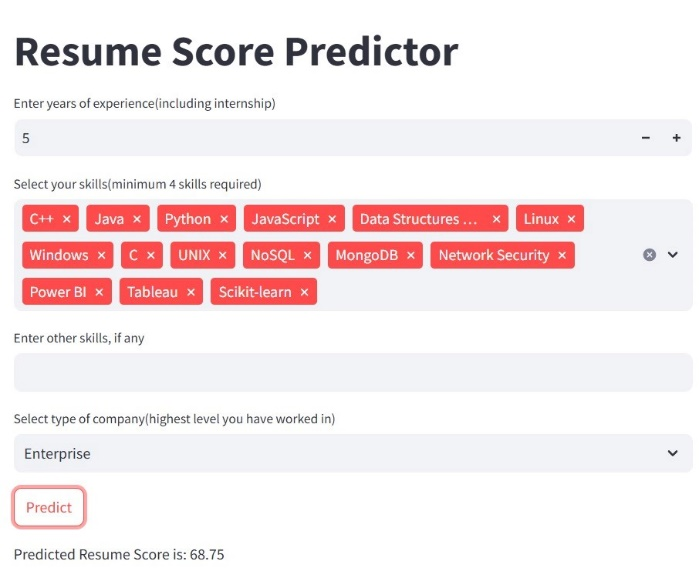 Resume Score Predictor
Enter years of experience(including internship)
5 − +
Select your skills(minimum 4 skills required)
C++ × Java × Python × JavaScript × Data Structures ... × Linux ×
Windows × C × UNIX × NoSQL × MongoDB × Network Security ×
Power BI × Tableau × Scikit-learn ×
Enter other skills, if any
Select type of company(highest level you have worked in)
Enterprise
Predict
Predicted Resume Score is: 68.75